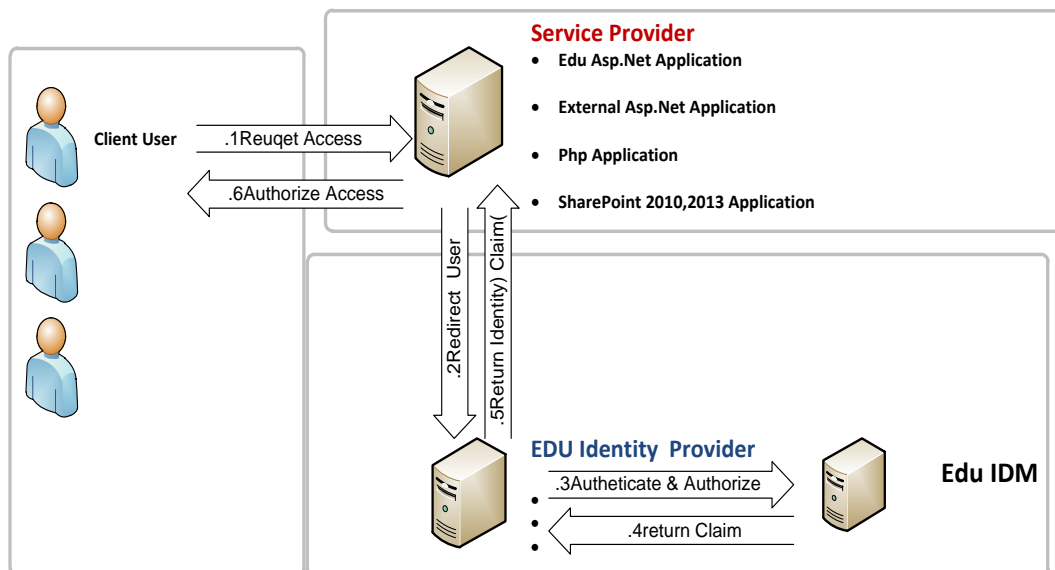 Service Provider
• Edu Asp.Net Application
• External Asp.Net Application
• Php Application
• SharePoint 2010,2013 Application
Client User
.1Reuqet Access
.6Authorize Access
.2Redirect User
.5Return Identity) Claim(
EDU Identity Provider
.3Autheticate & Authorize
.4return Claim
•
•
•
Edu IDM